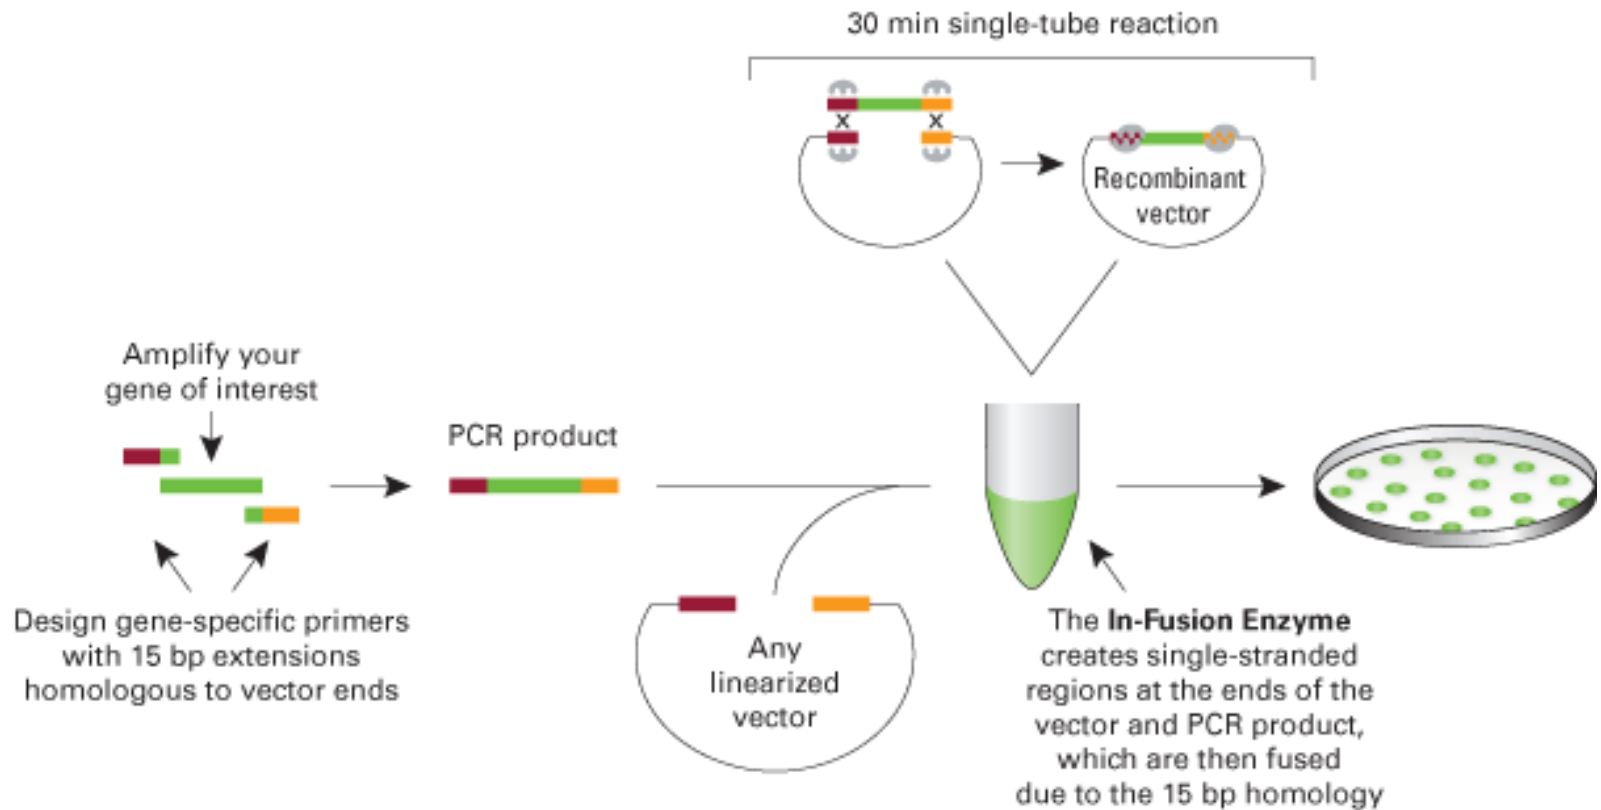 30 min single-tube reaction
Recombinant
vector
Amplify your
gene of interest
PCR product
Design gene-specific primers
with 15 bp extensions
homologous to vector ends
Any
linearized
vector
The In-Fusion Enzyme
creates single-stranded
regions at the ends of the
vector and PCR product,
which are then fused
due to the 15 bp homology